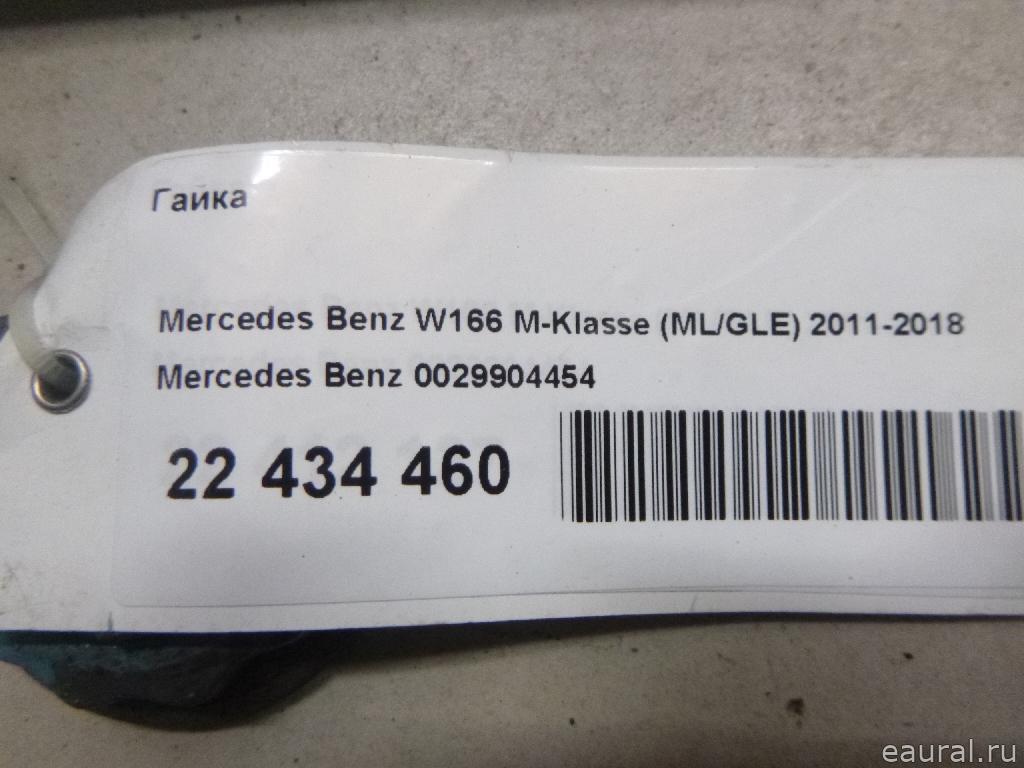 Гайка
Mercedes Benz W166 M-Klasse (ML/GLE) 2011-2018
Mercedes Benz 0029904454
22 434 460
eaural.ru